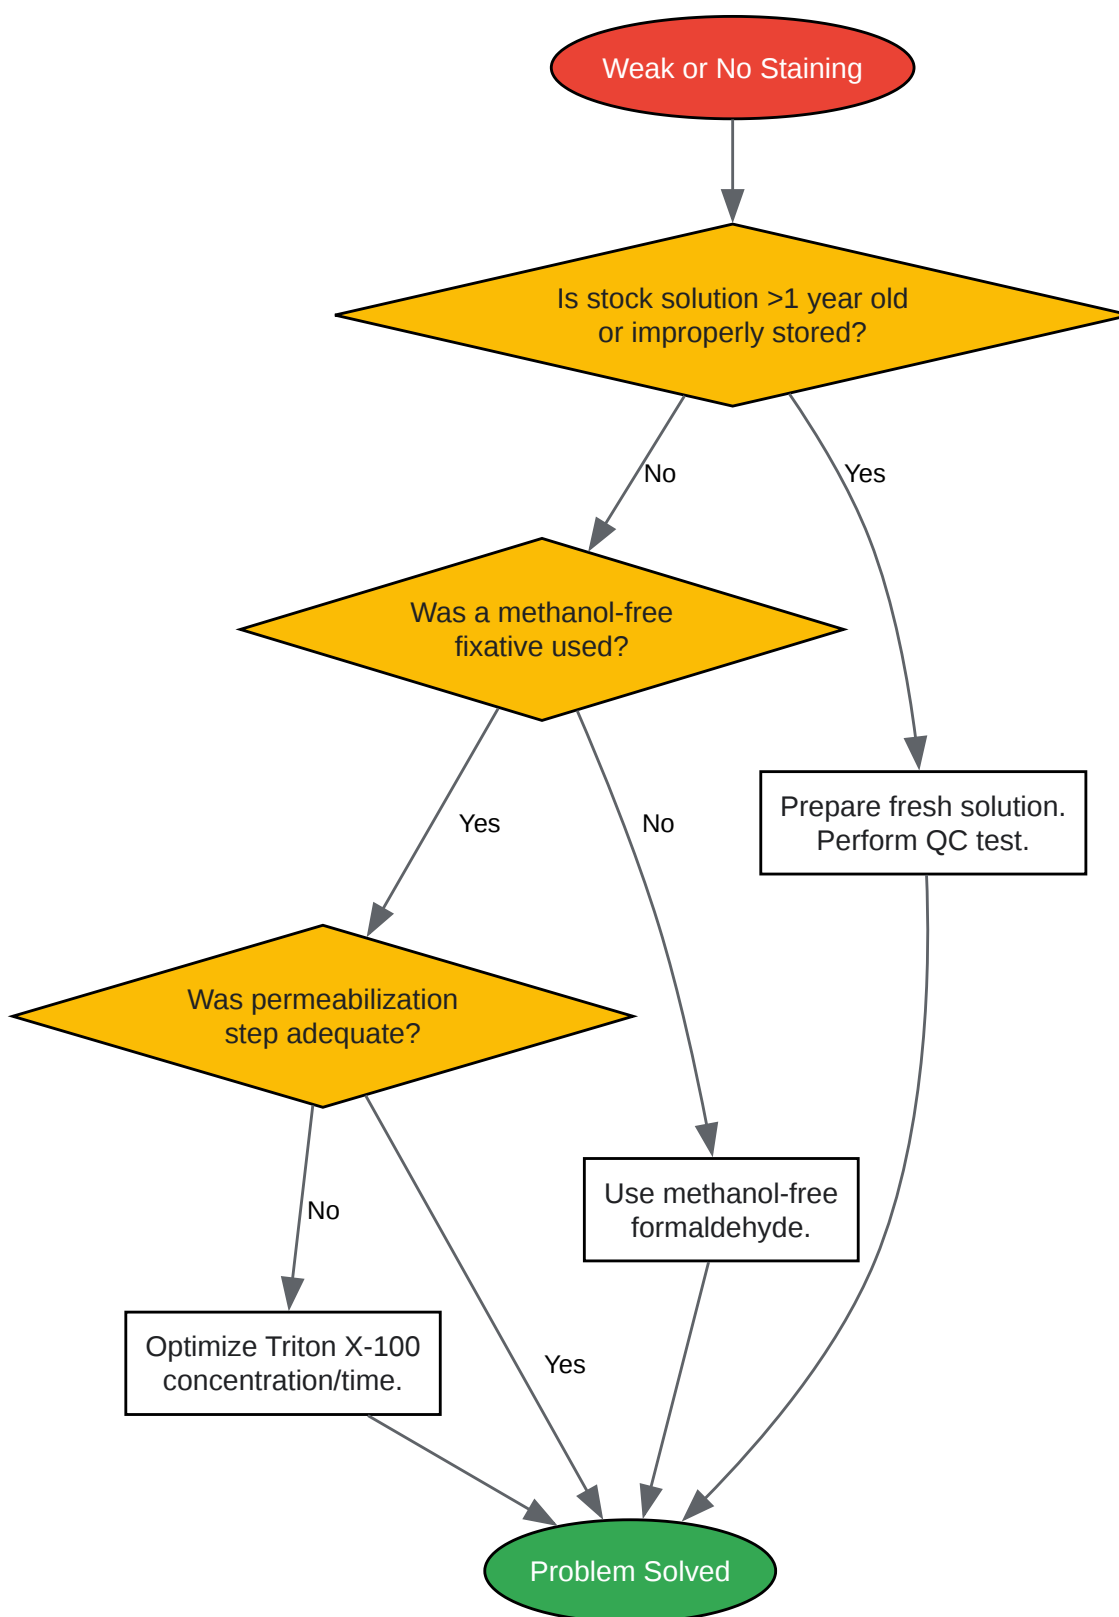 Weak or No Staining
Is stock solution >1 year old
or improperly stored?
No
Yes
Was a methanol-free
fixative used?
Yes
No
Prepare fresh solution.
Perform QC test.
Was permeabilization
step adequate?
No
Use methanol-free
formaldehyde.
Optimize Triton X-100
concentration/time.
Yes
Problem Solved